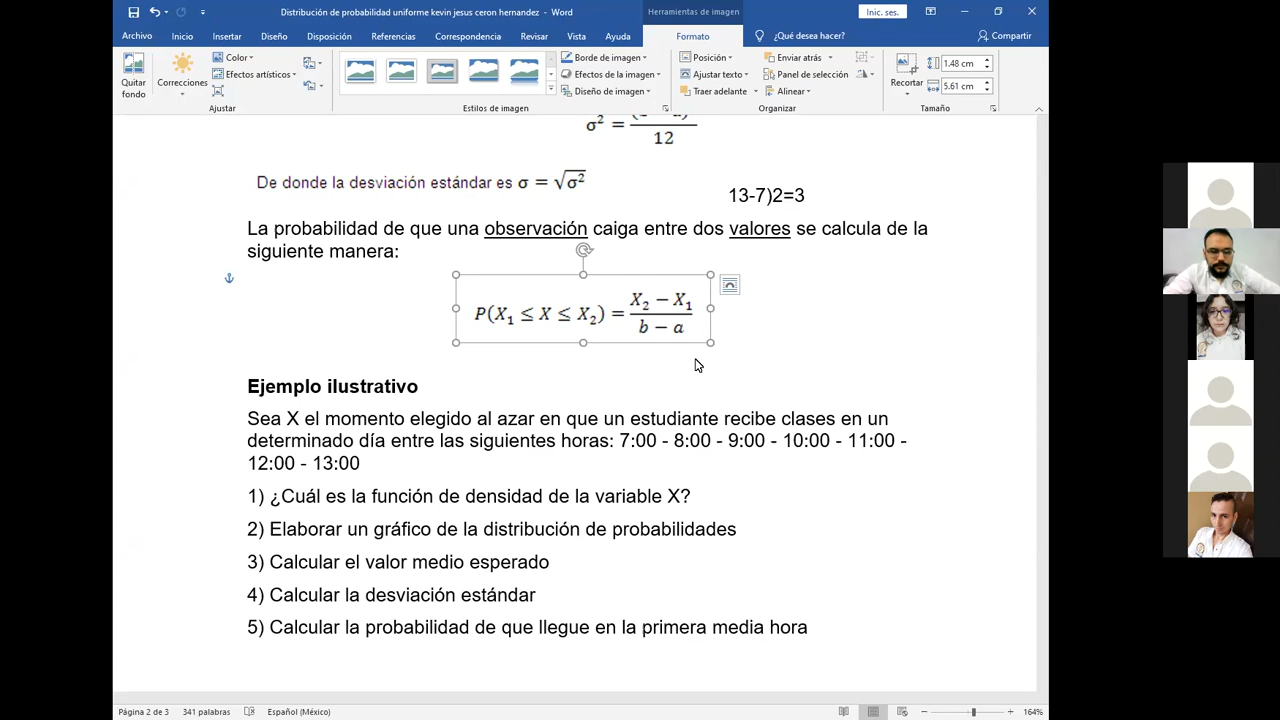 Distribución de probabilidad uniforme kevin jesus ceron hernandez - Word
Herramientas de imagen
Inic. ses.
Archivo Inicio Insertar Diseño Disposición Referencias Correspondencia Revisar Vista Ayuda Formato ¿Qué desea hacer? Compartir
Quitar fondo
Correcciones
Color
Efectos artísticos
Ajustar
Borde de imagen
Efectos de la imagen
Diseño de imagen
Estilos de imagen
Posición
Ajustar texto
Traer adelante
Enviar atrás
Panel de selección
Alinear
Organizar
Recortar
1.48 cm
5.61 cm
Tamaño
σ² =
12
De donde la desviación estándar es σ = √σ²
13-7)2=3
La probabilidad de que una observación caiga entre dos valores se calcula de la
siguiente manera:
P(X₁ ≤ X ≤ X₂) = X₂ − X₁
b − a
Ejemplo ilustrativo
Sea X el momento elegido al azar en que un estudiante recibe clases en un
determinado día entre las siguientes horas: 7:00 - 8:00 - 9:00 - 10:00 - 11:00 -
12:00 - 13:00
1) ¿Cuál es la función de densidad de la variable X?
2) Elaborar un gráfico de la distribución de probabilidades
3) Calcular el valor medio esperado
4) Calcular la desviación estándar
5) Calcular la probabilidad de que llegue en la primera media hora
Página 2 de 3 341 palabras Español (México) 164%